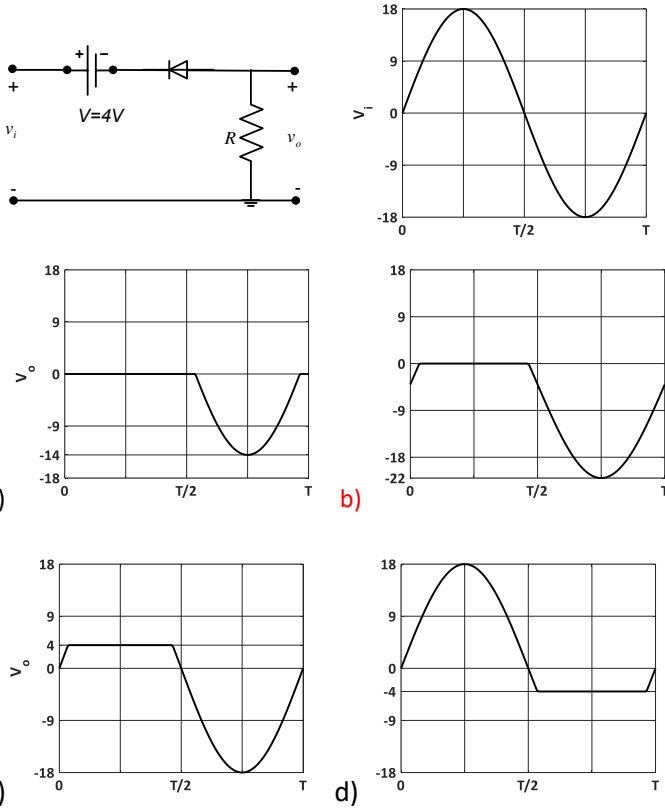 + −
+ +
V=4V
v_i R v_o
- -
18
9
V_i 0
-9
-18
0 T/2 T
18
9
V_o 0
-9
-14
-18
0 T/2 T
)
18
9
0
-9
-18
-22
0 T/2 T
b)
18
9
4
V_o 0
-9
-18
0 T/2 T
)
18
9
0
-4
-9
-18
0 T/2 T
d)